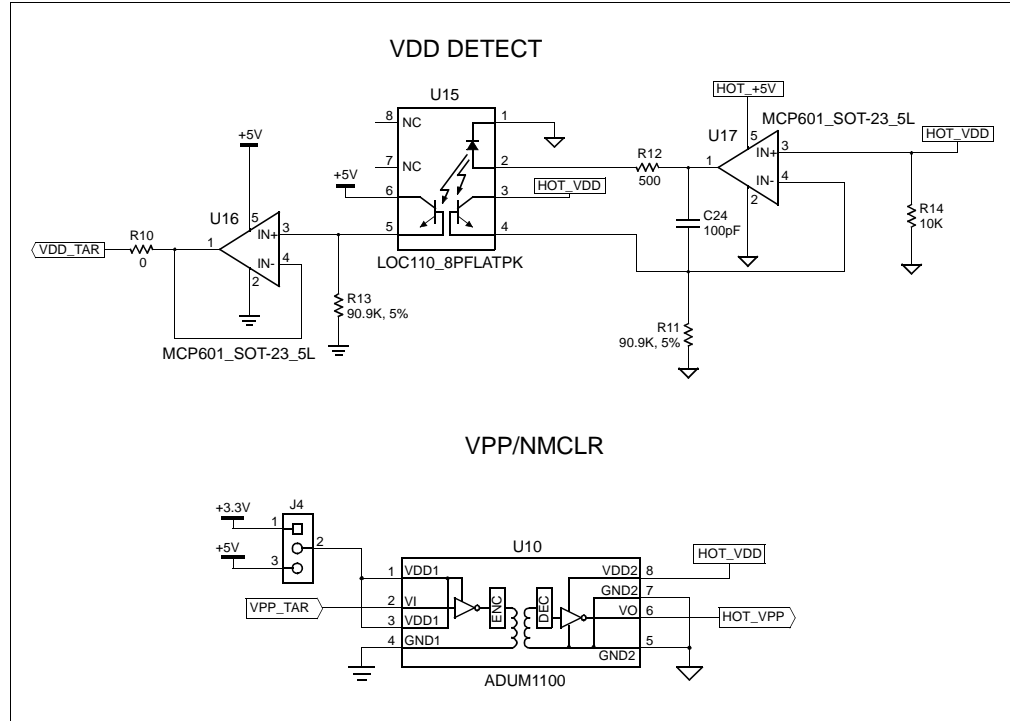 VDD DETECT
U15
8 NC
1
7 NC
2
+5V
6
3
HOT_VDD
5
4
LOC110_8PFLATPK
+5V
U16
5
1
IN+ 3
IN- 4
2
VDD_TAR
R10
0
MCP601_SOT-23_5L
R13
90.9K, 5%
R12
500
HOT_+5V
MCP601_SOT-23_5L
U17
5
1
IN+ 3
IN- 4
2
HOT_VDD
C24
100pF
R14
10K
R11
90.9K, 5%
VPP/NMCLR
J4
+3.3V
1
2
+5V
3
U10
1 VDD1
VPP_TAR
2 VI
3 VDD1
4 GND1
ENC
DEC
VDD2 8
GND2 7
VO 6
5
GND2
HOT_VDD
HOT_VPP
ADUM1100